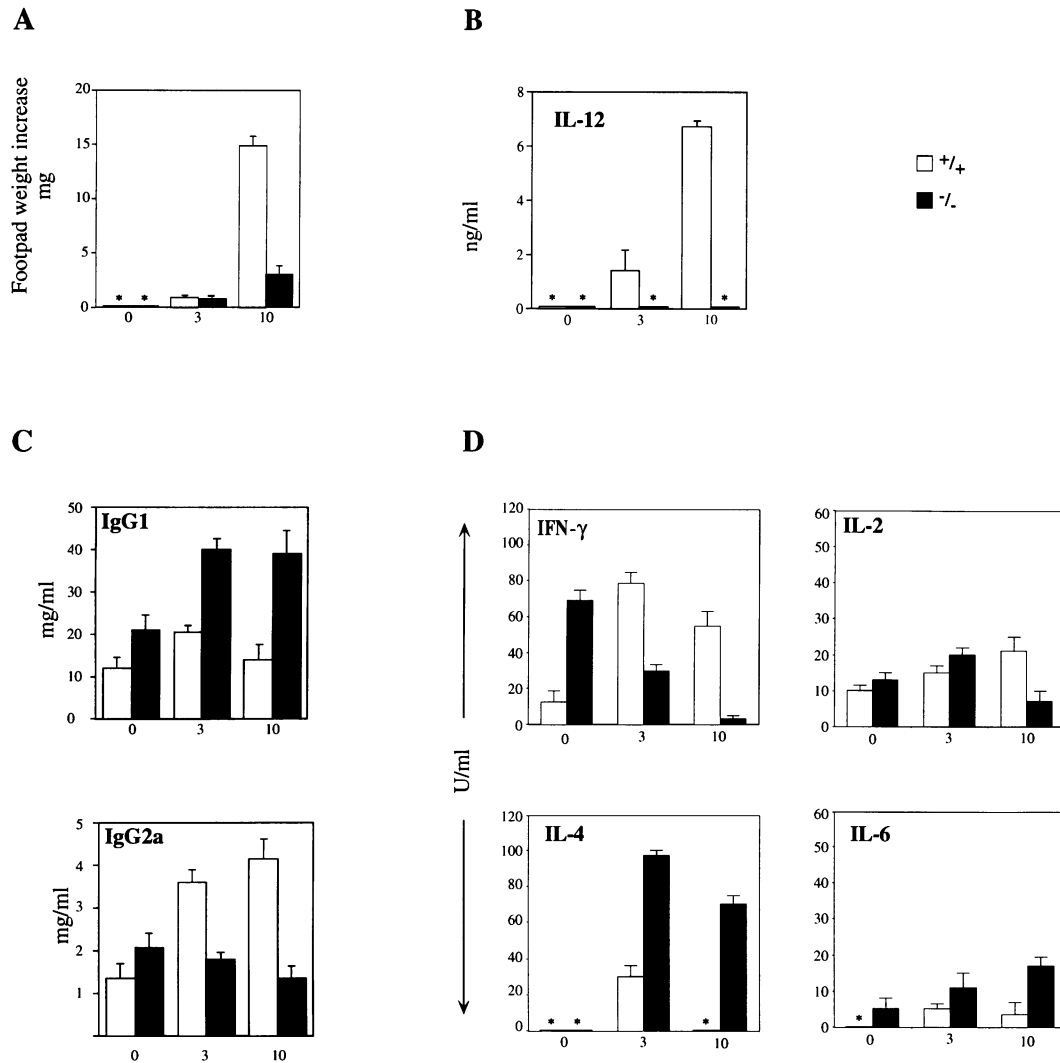 A
Footpad weight increase
mg
20
15
10
5
0
* *
0 3 10
B
IL-12
ng/ml
8
6
4
2
0
* * * *
0 3 10
+/+
-/-
C
IgG1
mg/ml
50
40
30
20
10
0
0 3 10
IgG2a
mg/ml
5
4
3
2
1
0 3 10
D
U/ml
IFN-γ
120
100
80
60
40
20
0
0 3 10
IL-2
60
50
40
30
20
10
0
0 3 10
IL-4
120
100
80
60
40
20
0
* * *
0 3 10
IL-6
60
50
40
30
20
10
0
*
0 3 10